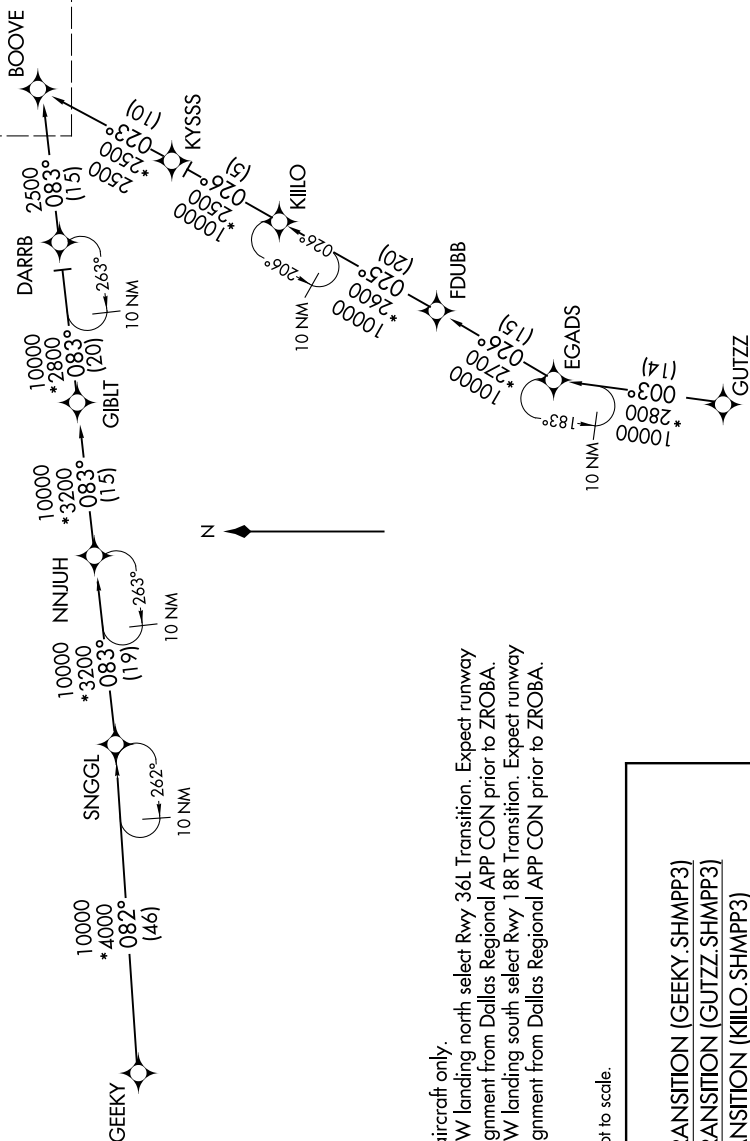 BOOVE
2500
083°
(15)
DARRB
263°
10 NM
10000
*2800
083°
(20)
GIBLT
10000
*3200
083°
(15)
NNJUH
263°
10 NM
10000
*3200
083°
(19)
SNGGL
262°
10 NM
10000
*4000
082°
(46)
GEEKY
(10)
023°
*2500
2500
KYSSS
(5)
026°
*2500
10000
KIILO
026°
206°
10 NM
(20)
025°
*2600
10000
FDUBB
(15)
026°
*2700
10000
EGADS
183°
10 NM
(14)
003°
*2800
10000
GUTZZ
N
aircraft only.
W landing north select Rwy 36L Transition. Expect runway
gnment from Dallas Regional APP CON prior to ZROBA.
W landing south select Rwy 18R Transition. Expect runway
gnment from Dallas Regional APP CON prior to ZROBA.
ot to scale.
ANSITION (GEEKY.SHMPP3)
ANSITION (GUTZZ.SHMPP3)
NSITION (KIILO.SHMPP3)